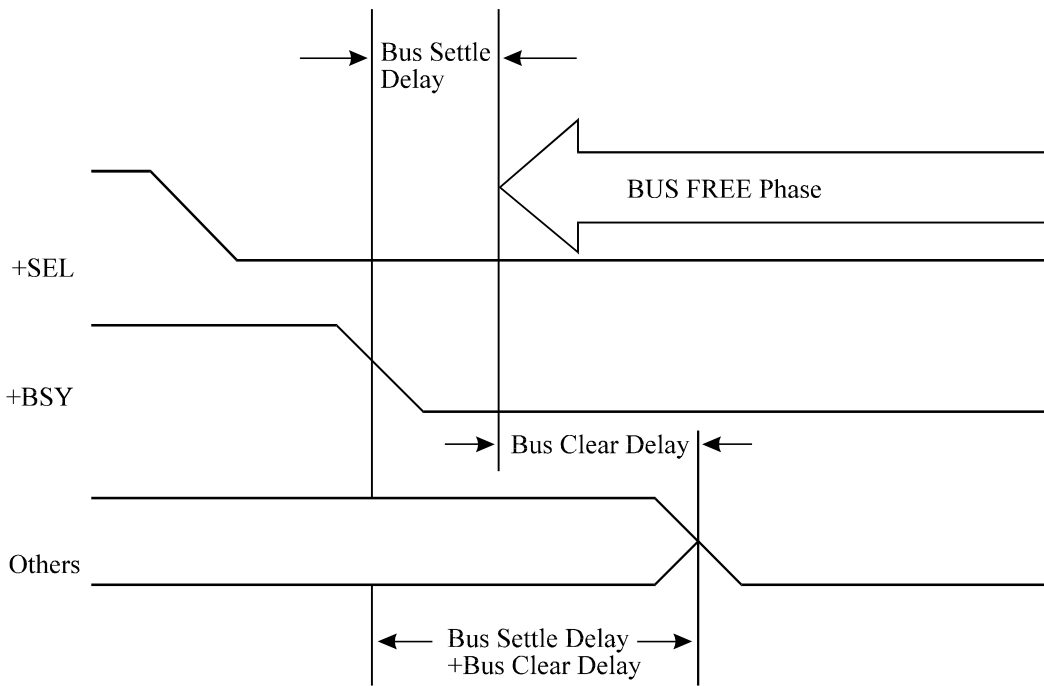 Bus Settle
Delay
BUS FREE Phase
+SEL
+BSY
Bus Clear Delay
Others
Bus Settle Delay
+Bus Clear Delay